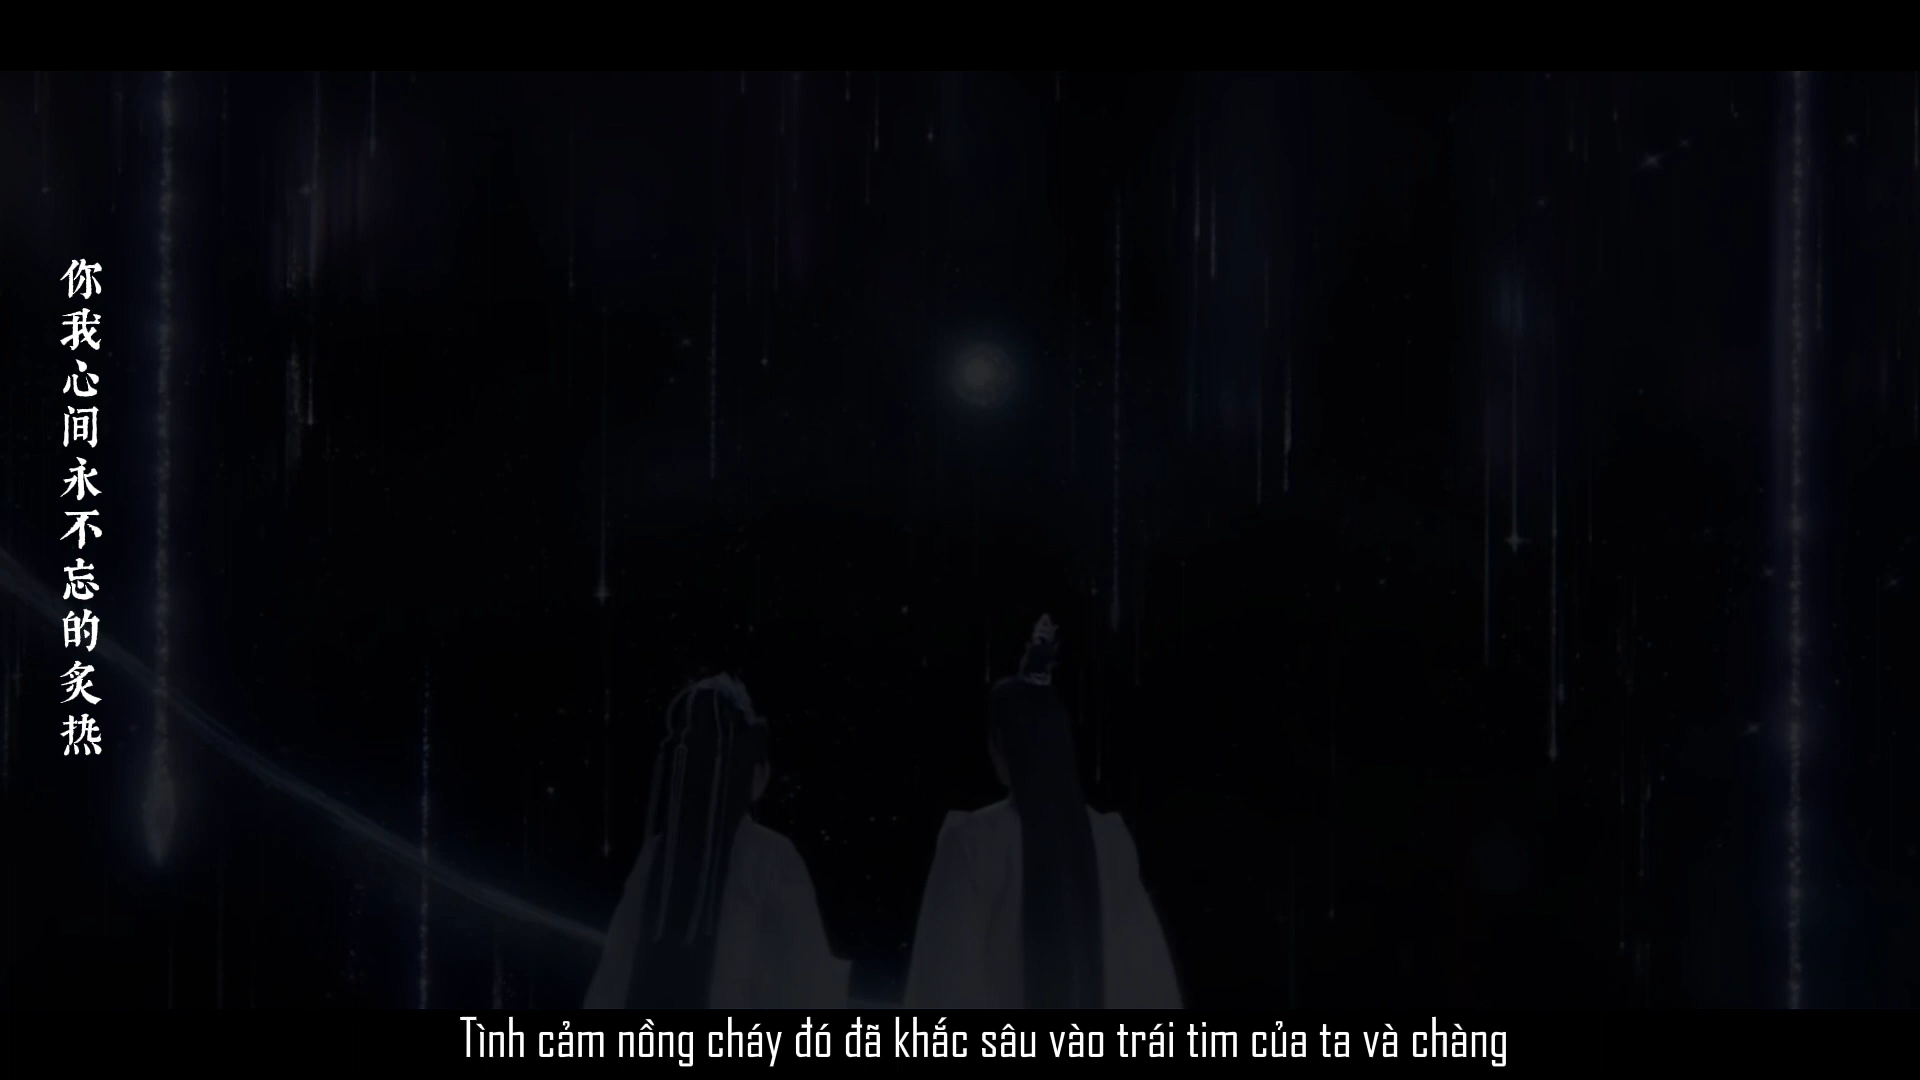 你我心间永不忘的炙热
Tình cảm nồng cháy đó đã khắc sâu vào trái tim của ta và chàng